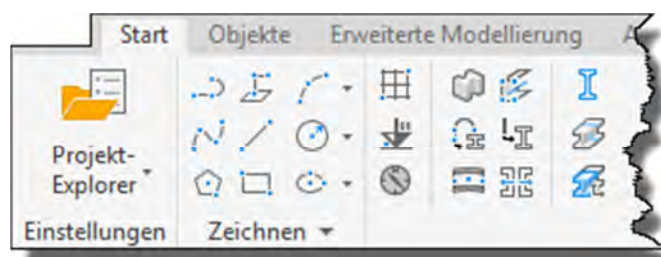 Start Objekte Erweiterte Modellierung A
Projekt-
Explorer
Einstellungen Zeichnen